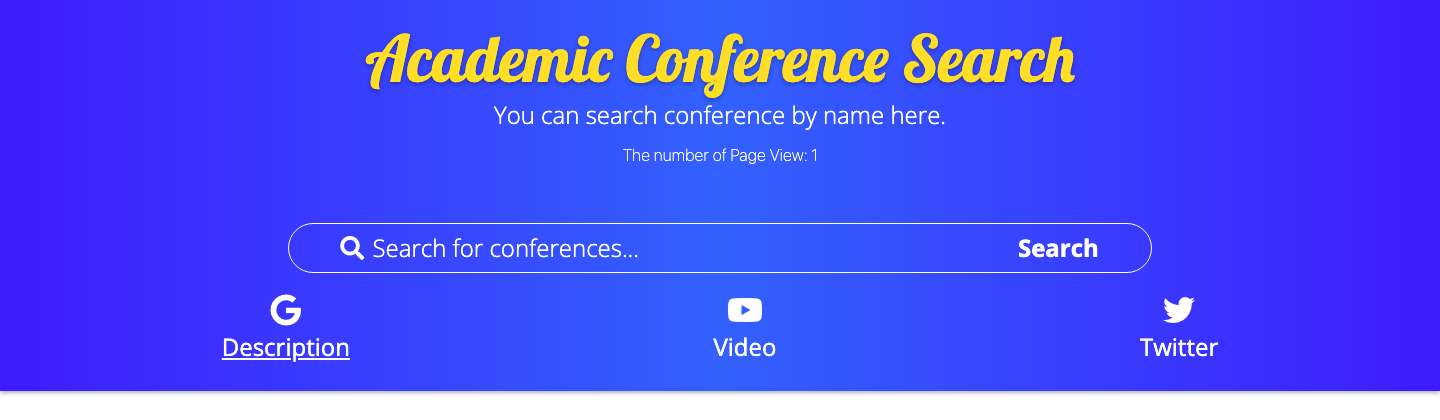 Academic Conference Search
You can search conference by name here.
The number of Page View: 1
Search for conferences...
Search
Description
Video
Twitter